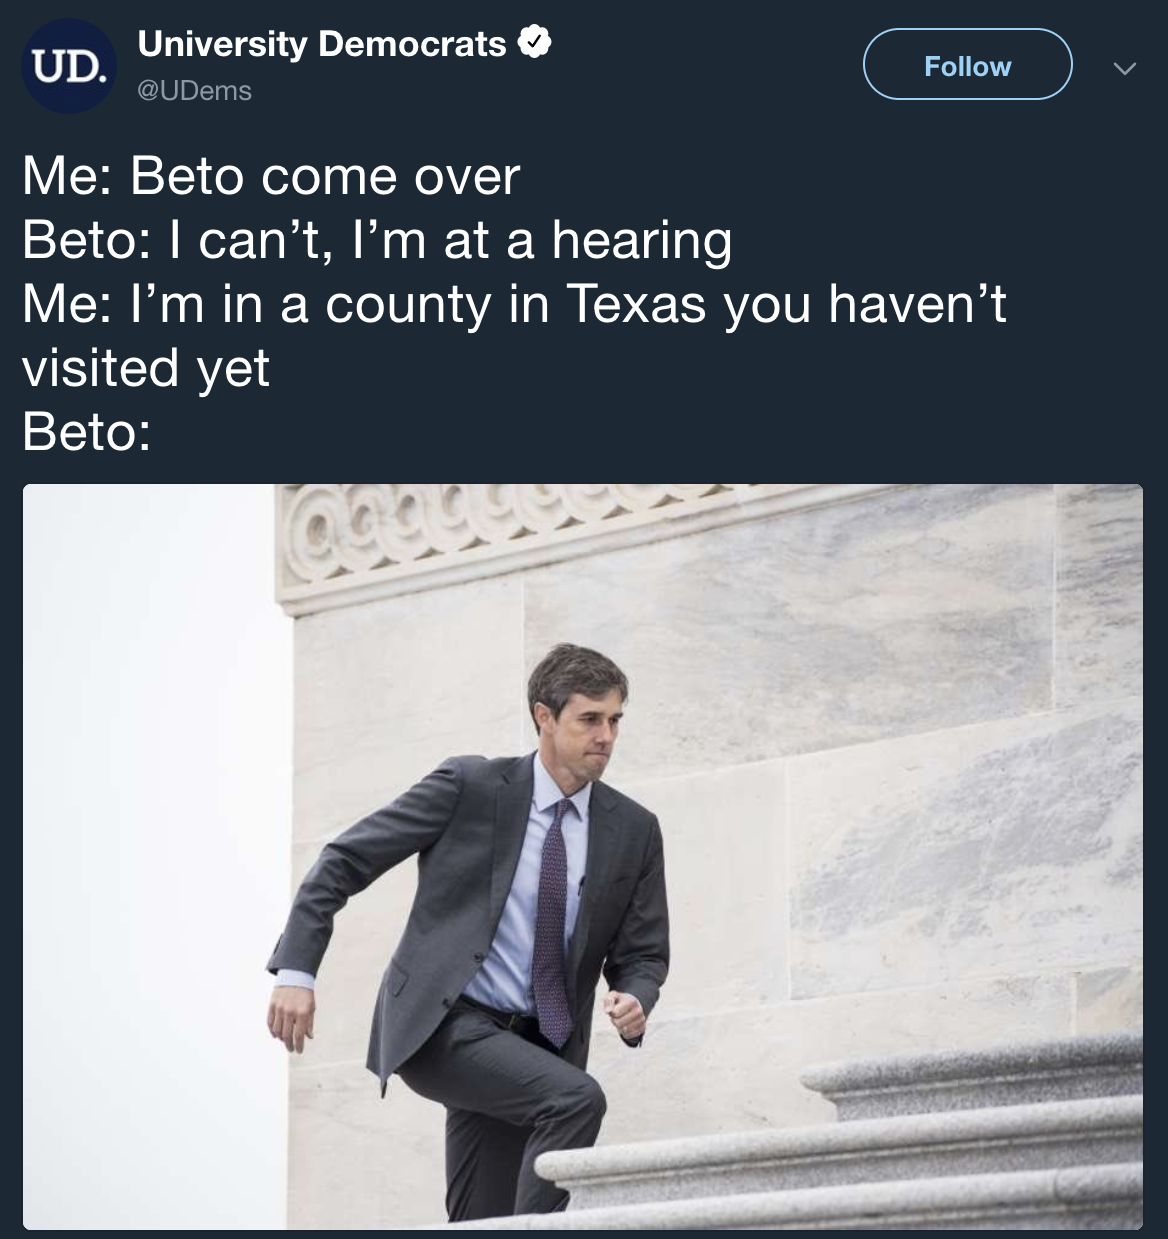 UD.
University Democrats
@UDems
Follow
Me: Beto come over
Beto: I can’t, I’m at a hearing
Me: I’m in a county in Texas you haven’t
visited yet
Beto: